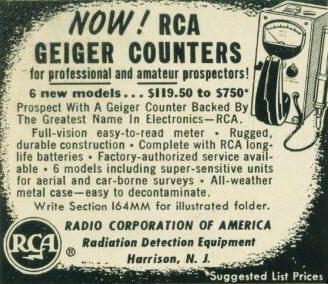 NOW! RCA
GEIGER COUNTERS
for professional and amateur prospectors!
6 new models... $119.50 to $750*
Prospect With A Geiger Counter Backed By
The Greatest Name In Electronics—RCA.
Full-vision easy-to-read meter • Rugged,
durable construction • Complete with RCA long-
life batteries • Factory-authorized service avail-
able • 6 models including super-sensitive units
for aerial and car-borne surveys • All-weather
metal case—easy to decontaminate.
Write Section 164MM for illustrated folder.
RCA ®
RADIO CORPORATION OF AMERICA
Radiation Detection Equipment
Harrison, N. J.
*Suggested List Prices